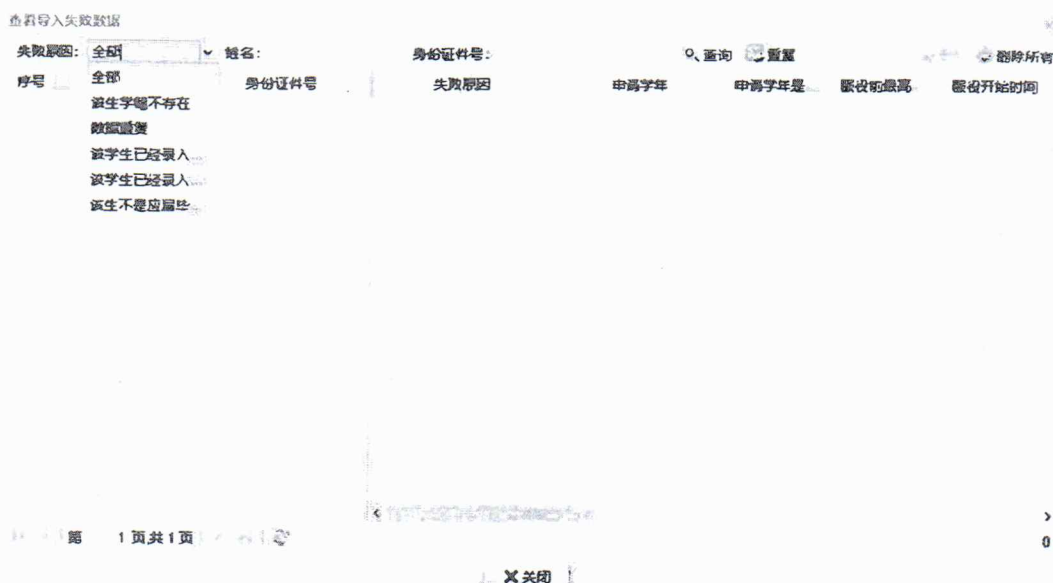 查看导入失败数据
失败原因: 全部 姓名: 身份证件号: 查询 重置 删除所有
序号 全部 身份证件号 失败原因 申请学年 申请学年是... 服役前最高... 服役开始时间
该生学籍不存在
数据重复
该学生已经录入...
该学生已经录入...
该生不是应届毕...
第 1 页,共 1 页 0
关闭